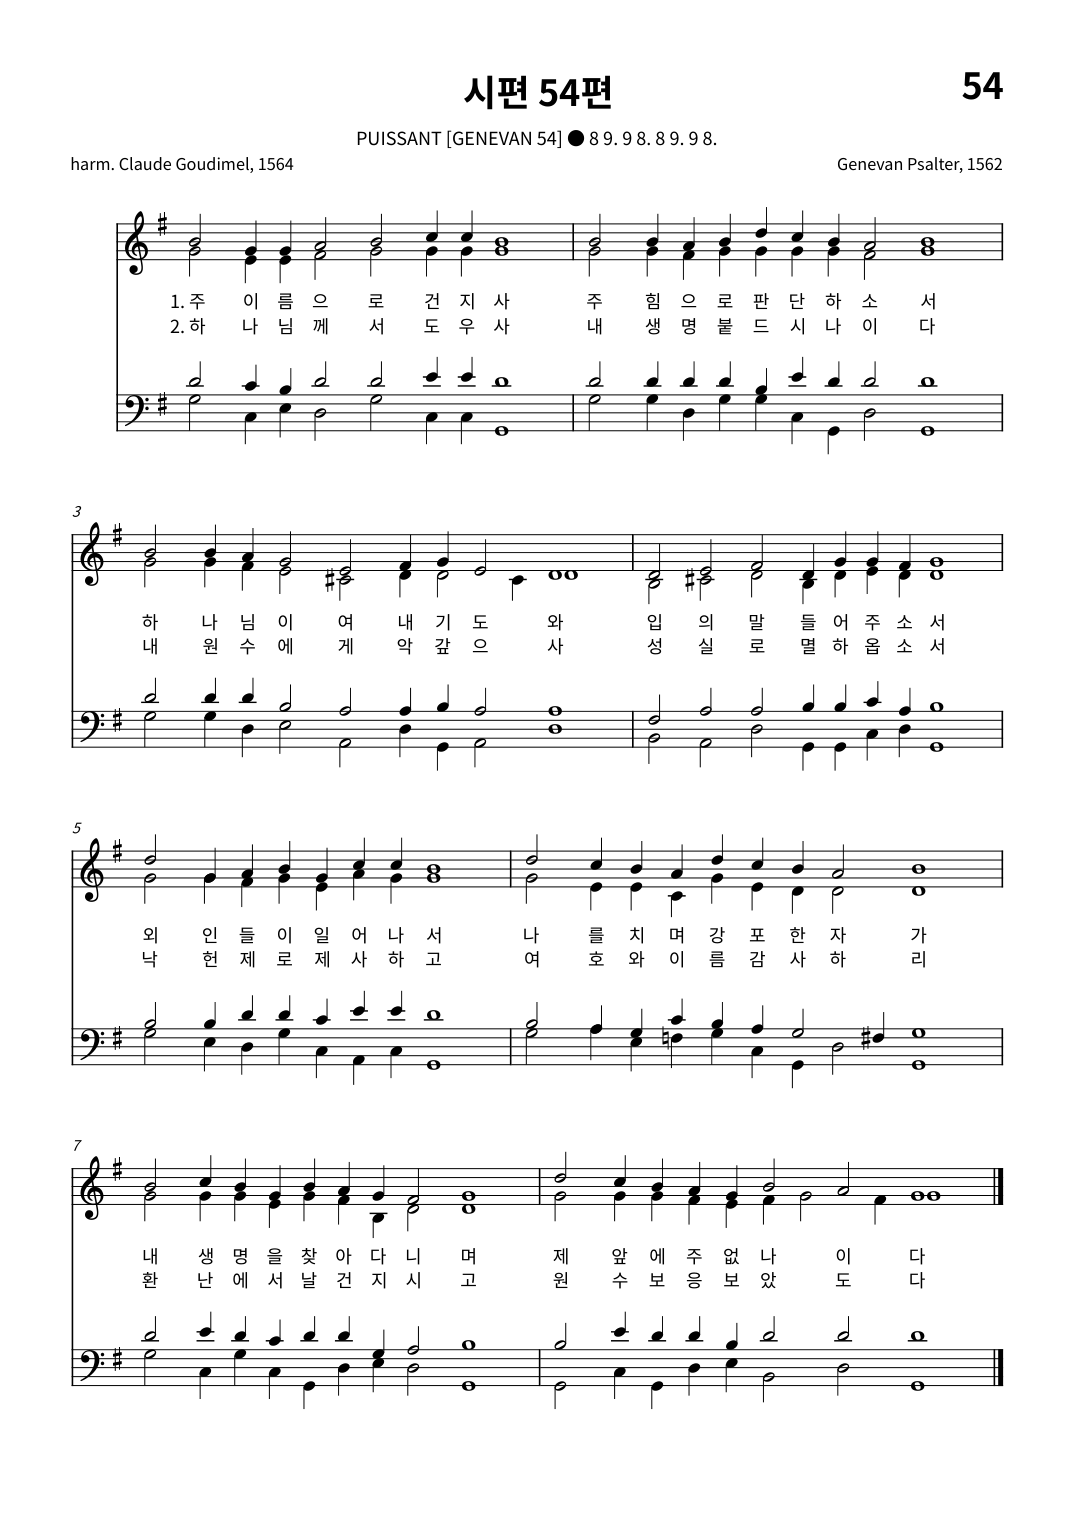 시편 54편
54
PUISSANT [GENEVAN 54] ● 8 9. 9 8. 8 9. 9 8.
harm. Claude Goudimel, 1564
Genevan Psalter, 1562
1. 주 이 름 으 로 건 지 사 주 힘 으 로 판 단 하 소 서
2. 하 나 님 께 서 도 우 사 내 생 명 붙 드 시 나 이 다
3
하 나 님 이 여 내 기 도 와 입 의 말 들 어 주 소 서
내 원 수 에 게 악 갚 으 사 성 실 로 멸 하 옵 소 서
5
외 인 들 이 일 어 나 서 나 를 치 며 강 포 한 자 가
낙 헌 제 로 제 사 하 고 여 호 와 이 름 감 사 하 리
7
내 생 명 을 찾 아 다 니 며 제 앞 에 주 없 나 이 다
환 난 에 서 날 건 지 시 고 원 수 보 응 보 았 도 다